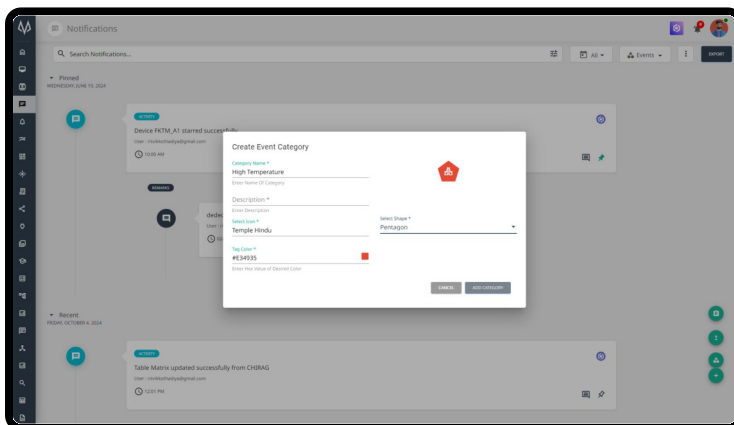 Notifications
Search Notifications...
All
Events
EXPORT
Pinned
WEDNESDAY, JUNE 19, 2024
ACTIVITY
Device FKTM_A1 starred successfully
10:00 AM
REMARKS
Create Event Category
Category Name *
High Temperature
Enter Name Of Category
Description *
Enter Description
Select Icon *
Temple Hindu
Select Shape *
Pentagon
Tag Color *
#E34935
Enter Hex Value of Desired Color
CANCEL
ADD CATEGORY
Recent
FRIDAY, OCTOBER 4, 2024
ACTIVITY
Table Matrix updated successfully from CHIRAG
12:01 PM